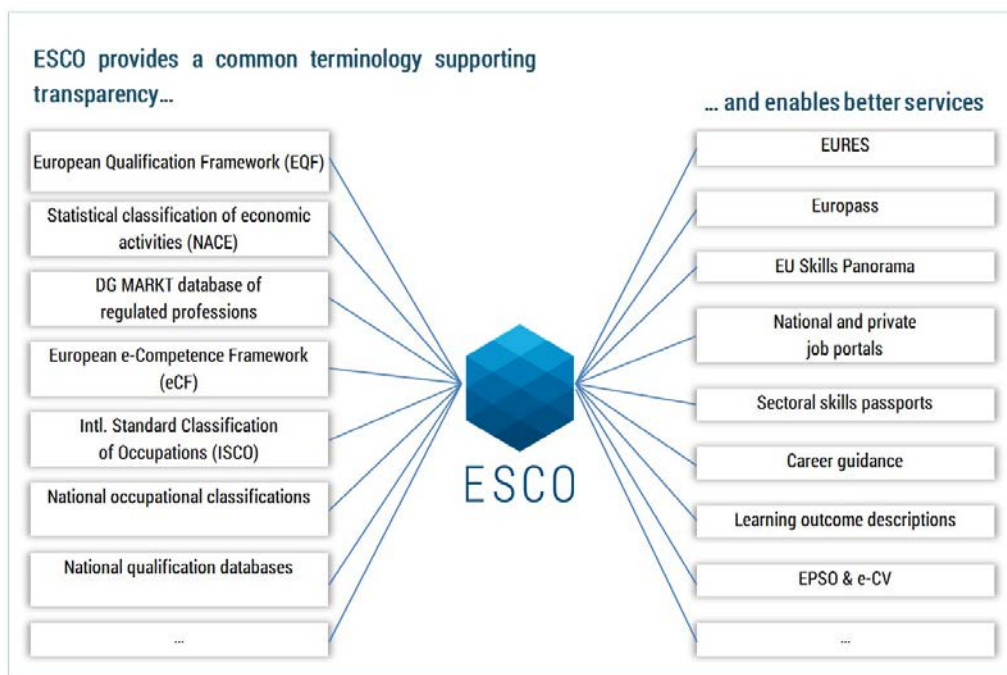 ESCO provides a common terminology supporting
transparency...
European Qualification Framework (EQF)
Statistical classification of economic
activities (NACE)
DG MARKT database of
regulated professions
European e-Competence Framework
(eCF)
Intl. Standard Classification
of Occupations (ISCO)
National occupational classifications
National qualification databases
...
ESCO
... and enables better services
EURES
Europass
EU Skills Panorama
National and private
job portals
Sectoral skills passports
Career guidance
Learning outcome descriptions
EPSO & e-CV
...